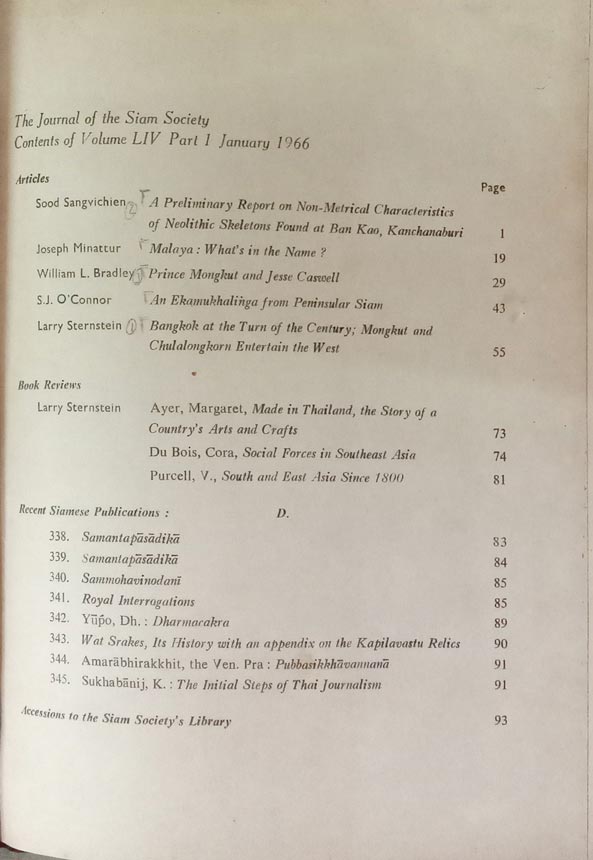 The Journal of the Siam Society
Contents of Volume LIV Part 1 January 1966
Articles
Page
Sood Sangvichien A Preliminary Report on Non-Metrical Characteristics
of Neolithic Skeletons Found at Ban Kao, Kanchanaburi 1
Joseph Minattur Malaya : What's in the Name ? 19
William L. Bradley Prince Mongkut and Jesse Caswell 29
S.J. O'Connor An Ekamukhaliṅga from Peninsular Siam 43
Larry Sternstein Bangkok at the Turn of the Century; Mongkut and
Chulalongkorn Entertain the West 55
Book Reviews
Larry Sternstein Ayer, Margaret, Made in Thailand, the Story of a
Country's Arts and Crafts 73
Du Bois, Cora, Social Forces in Southeast Asia 74
Purcell, V., South and East Asia Since 1800 81
Recent Siamese Publications : D.
338. Samantapāsādikā 83
339. Samantapāsādikā 84
340. Sammohavinodanī 85
341. Royal Interrogations 85
342. Yūpo, Dh. : Dharmacakra 89
343. Wat Srakes, Its History with an appendix on the Kapilavastu Relics 90
344. Amarābhirakkhit, the Ven. Pra : Pubbasikkhāvannanā 91
345. Sukhabānij, K. : The Initial Steps of Thai Journalism 91
Accessions to the Siam Society's Library 93